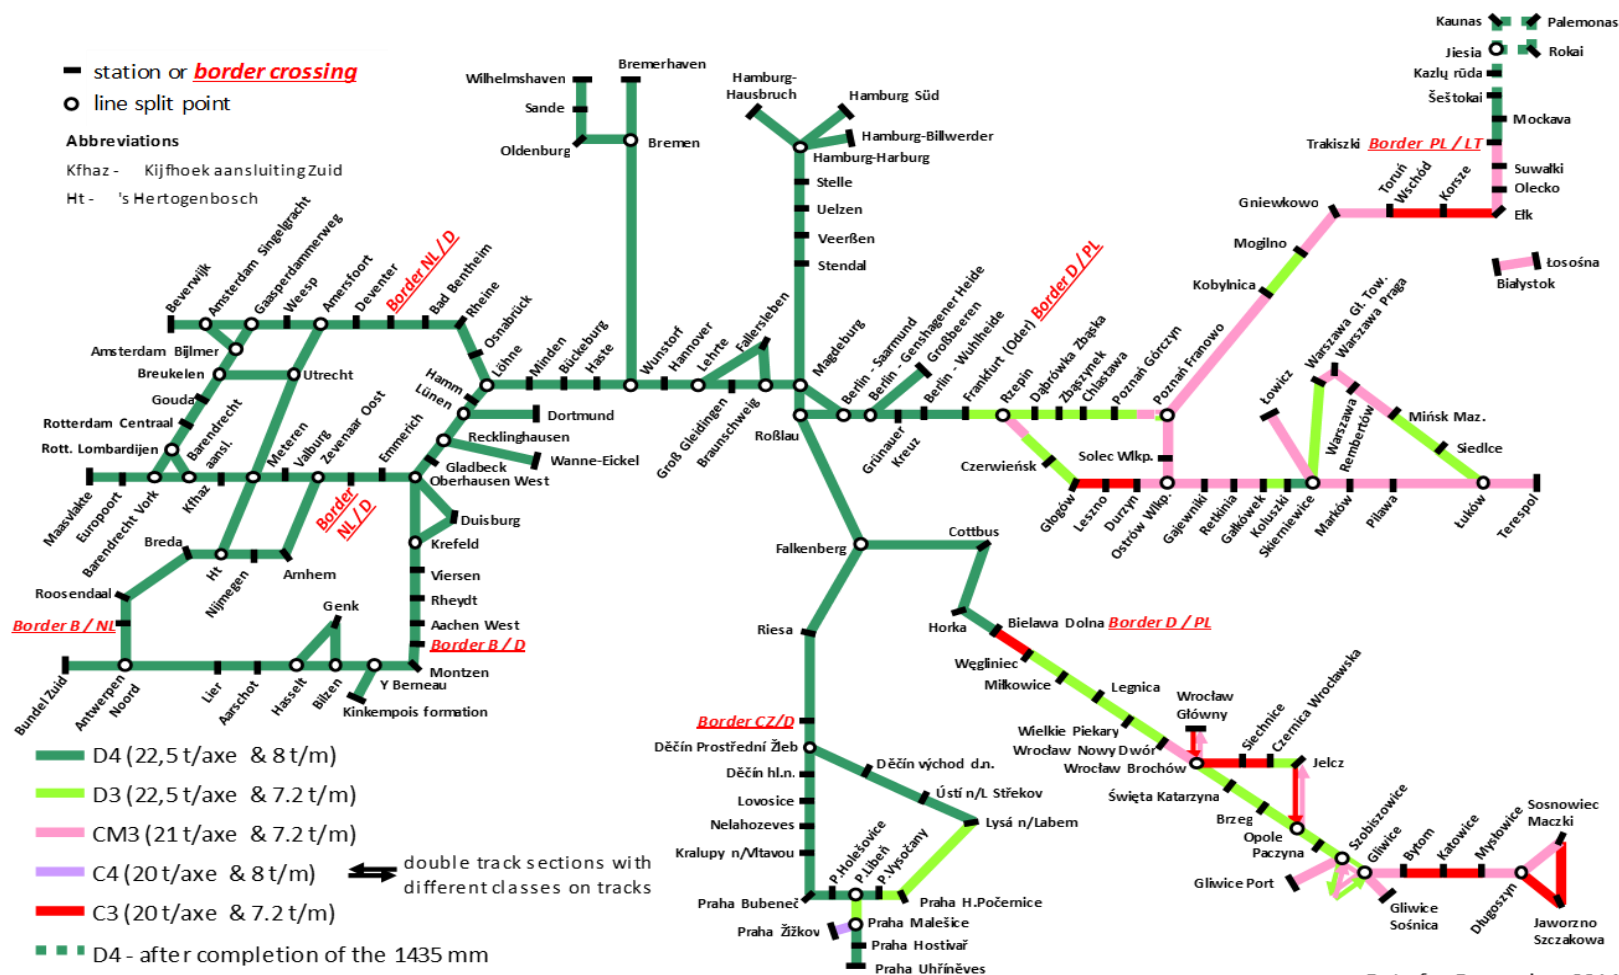 station or border crossing
line split point
Abbreviations
Kfhaz - Kijfhoek aansluiting Zuid
Ht - 's Hertogenbosch
Wilhelmshaven
Sande
Oldenburg
Bremerhaven
Bremen
Hamburg-
Hausbruch
Hamburg Süd
Hamburg-Billwerder
Hamburg-Harburg
Stelle
Uelzen
Veerßen
Stendal
Kaunas
Palemonas
Jiesia
Rokai
Kazlų rūda
Šeštokai
Mockava
Trakiszki Border PL / LT
Suwałki
Olecko
Ełk
Korsze
Toruń
Wschód
Gniewkowo
Mogilno
Kobylnica
Łosośna
Białystok
Beverwijk
Amsterdam Singelgracht
Gaasperdammerweg
Weesp
Amersfoort
Deventer
Border NL / D
Bad Bentheim
Rheine
Osnabrück
Löhne
Minden
Bückeburg
Haste
Wunstorf
Hannover
Lehrte
Fallersleben
Groß Gleidingen
Braunschweig
Magdeburg
Roßlau
Berlin - Saarmund
Berlin - Genshagener Heide
Großbeeren
Grünauer
Kreuz
Berlin - Wuhlheide
Frankfurt (Oder) Border D / PL
Rzepin
Dąbrówka Zbąska
Zbąszynek
Chlastawa
Poznań Górczyn
Poznań Franowo
Amsterdam Bijlmer
Breukelen
Utrecht
Gouda
Rotterdam Centraal
Rott. Lombardijen
Barendrecht
aansl.
Maasvlakte
Europoort
Barendrecht Vork
Kfhaz
Meteren
Valburg
Zevenaar Oost
Border
NL / D
Emmerich
Oberhausen West
Gladbeck
Recklinghausen
Wanne-Eickel
Dortmund
Lünen
Hamm
Duisburg
Krefeld
Viersen
Rheydt
Aachen West
Border B / D
Montzen
Breda
Ht
Nijmegen
Arnhem
Roosendaal
Border B / NL
Bundel Zuid
Antwerpen
Noord
Lier
Aarschot
Hasselt
Genk
Bilzen
Y Berneau
Kinkempois formation
Czerwieńsk
Głogów
Leszno
Durzyn
Solec Wlkp.
Ostrów Wlkp.
Gajewniki
Retkinia
Gałkówek
Koluszki
Skierniewice
Łowicz
Warszawa Gł. Tow.
Warszawa Praga
Warszawa
Rembertów
Mińsk Maz.
Siedlce
Marków
Pilawa
Łuków
Terespol
Falkenberg
Cottbus
Horka
Bielawa Dolna Border D / PL
Węgliniec
Miłkowice
Legnica
Wielkie Piekary
Wrocław Nowy Dwór
Wrocław Brochów
Wrocław
Główny
Siechnice
Czernica Wrocławska
Jelcz
Święta Katarzyna
Brzeg
Opole
Paczyna
Szobiszowice
Gliwice
Gliwice Port
Gliwice
Sośnica
Bytom
Katowice
Mysłowice
Długoszyn
Sosnowiec
Maczki
Jaworzno
Szczakowa
Riesa
Border CZ/D
Děčín Prostřední Žleb
Děčín hl.n.
Lovosice
Nelahozeves
Kralupy n/Vltavou
Praha Bubeneč
Děčín východ d.n.
Ústí n/L Střekov
Lysá n/Labem
P.Holešovice
P.Libeň
P.Vysočany
Praha H.Počernice
Praha Malešice
Praha Žižkov
Praha Hostivař
Praha Uhříněves
D4 (22,5 t/axe & 8 t/m)
D3 (22,5 t/axe & 7.2 t/m)
CM3 (21 t/axe & 7.2 t/m)
C4 (20 t/axe & 8 t/m)
C3 (20 t/axe & 7.2 t/m)
D4 - after completion of the 1435 mm
double track sections with
different classes on tracks